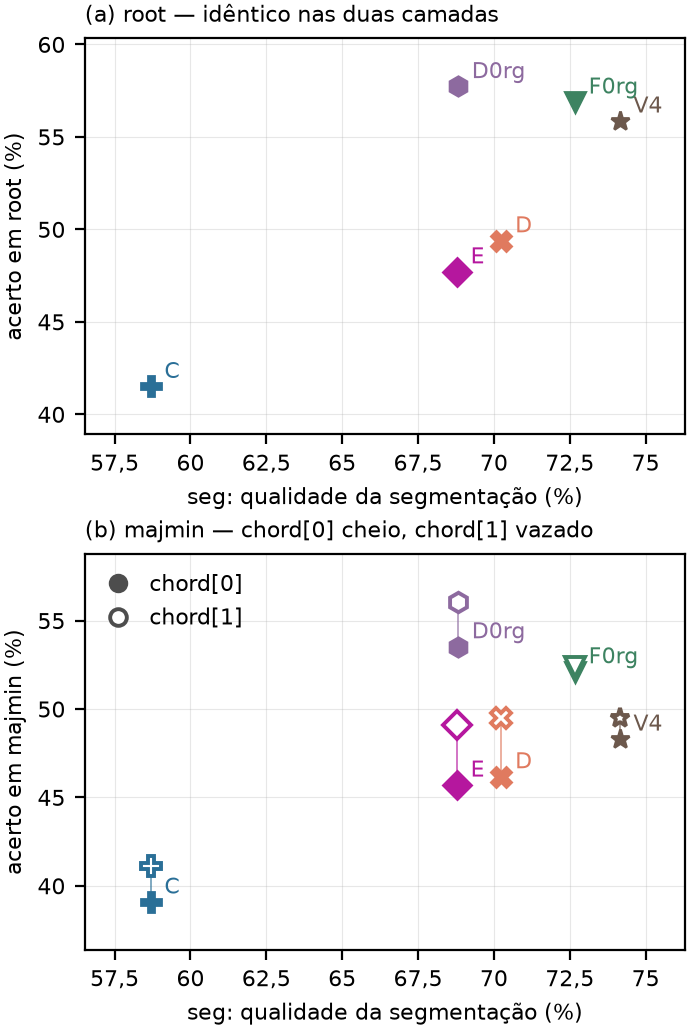 (a) root — idêntico nas duas camadas
60
55
50
45
40
acerto em root (%)
D0rg
F0rg
V4
D
E
C
57,5 60 62,5 65 67,5 70 72,5 75
seg: qualidade da segmentação (%)
(b) majmin — chord[0] cheio, chord[1] vazado
chord[0]
chord[1]
55
50
45
40
acerto em majmin (%)
D0rg
F0rg
V4
D
E
C
57,5 60 62,5 65 67,5 70 72,5 75
seg: qualidade da segmentação (%)